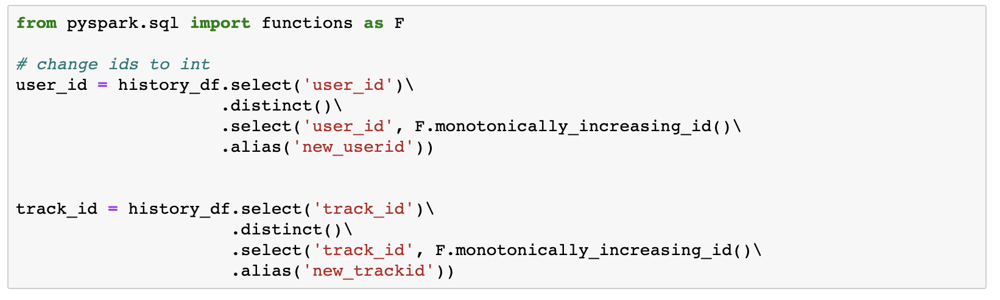 from pyspark.sql import functions as F

# change ids to int
user_id = history_df.select('user_id')\
                    .distinct()\
                    .select('user_id', F.monotonically_increasing_id()\
                    .alias('new_userid'))


track_id = history_df.select('track_id')\
                     .distinct()\
                     .select('track_id', F.monotonically_increasing_id()\
                     .alias('new_trackid'))